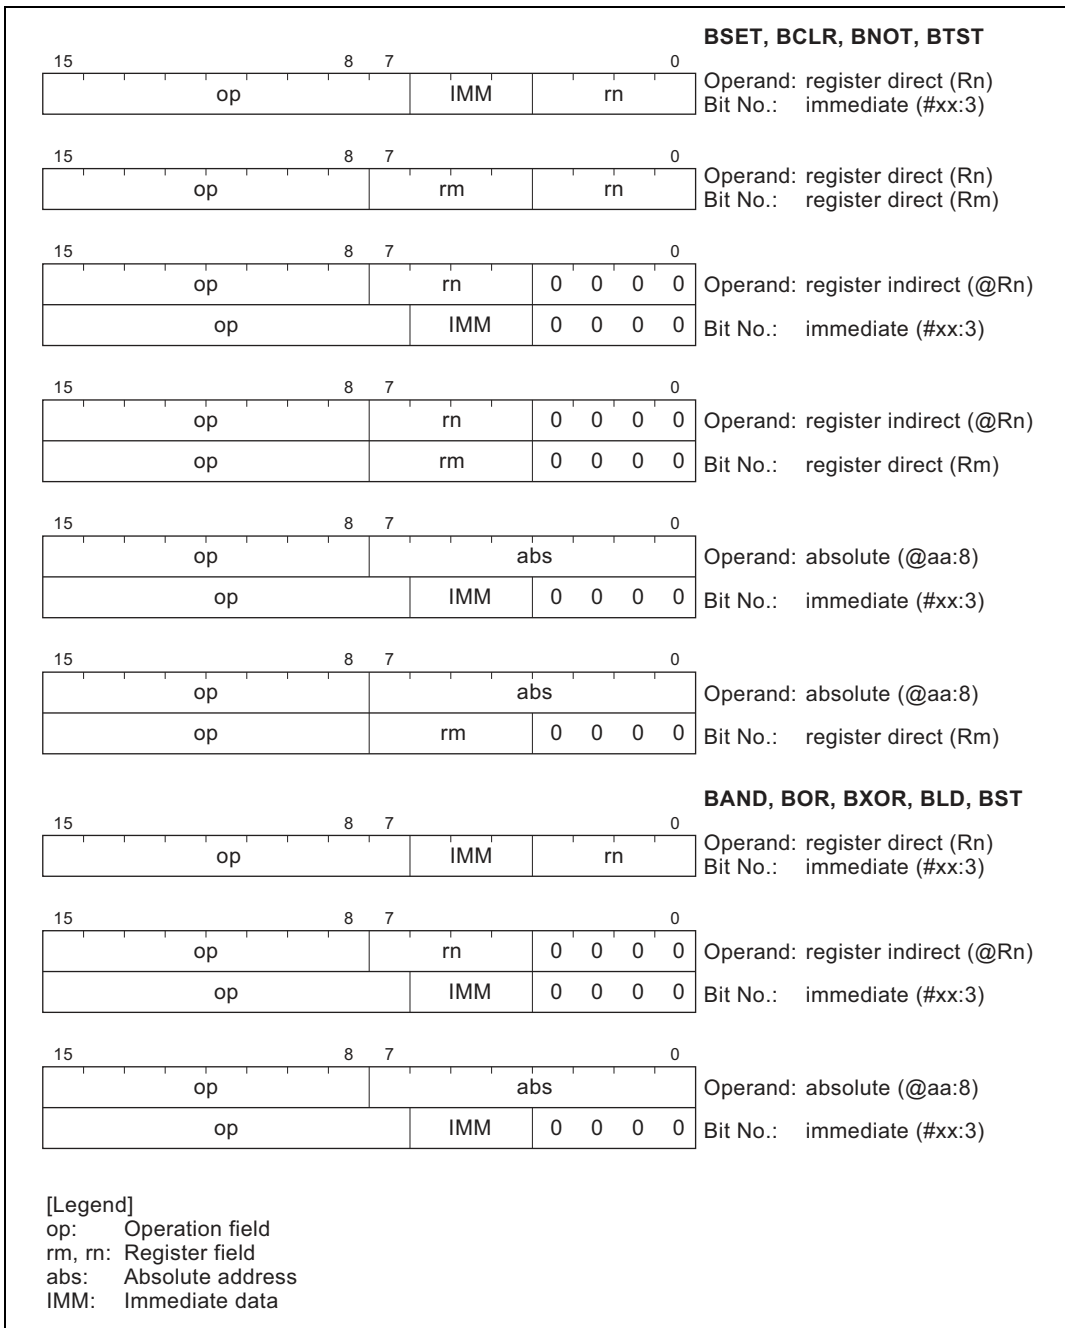 BSET, BCLR, BNOT, BTST
15 8 7 0
op IMM rn
Operand: register direct (Rn)
Bit No.: immediate (#xx:3)
15 8 7 0
op rm rn
Operand: register direct (Rn)
Bit No.: register direct (Rm)
15 8 7 0
op rn 0 0 0 0 Operand: register indirect (@Rn)
op IMM 0 0 0 0 Bit No.: immediate (#xx:3)
15 8 7 0
op rn 0 0 0 0 Operand: register indirect (@Rn)
op rm 0 0 0 0 Bit No.: register direct (Rm)
15 8 7 0
op abs Operand: absolute (@aa:8)
op IMM 0 0 0 0 Bit No.: immediate (#xx:3)
15 8 7 0
op abs Operand: absolute (@aa:8)
op rm 0 0 0 0 Bit No.: register direct (Rm)
BAND, BOR, BXOR, BLD, BST
15 8 7 0
op IMM rn
Operand: register direct (Rn)
Bit No.: immediate (#xx:3)
15 8 7 0
op rn 0 0 0 0 Operand: register indirect (@Rn)
op IMM 0 0 0 0 Bit No.: immediate (#xx:3)
15 8 7 0
op abs Operand: absolute (@aa:8)
op IMM 0 0 0 0 Bit No.: immediate (#xx:3)
[Legend]
op: Operation field
rm, rn: Register field
abs: Absolute address
IMM: Immediate data